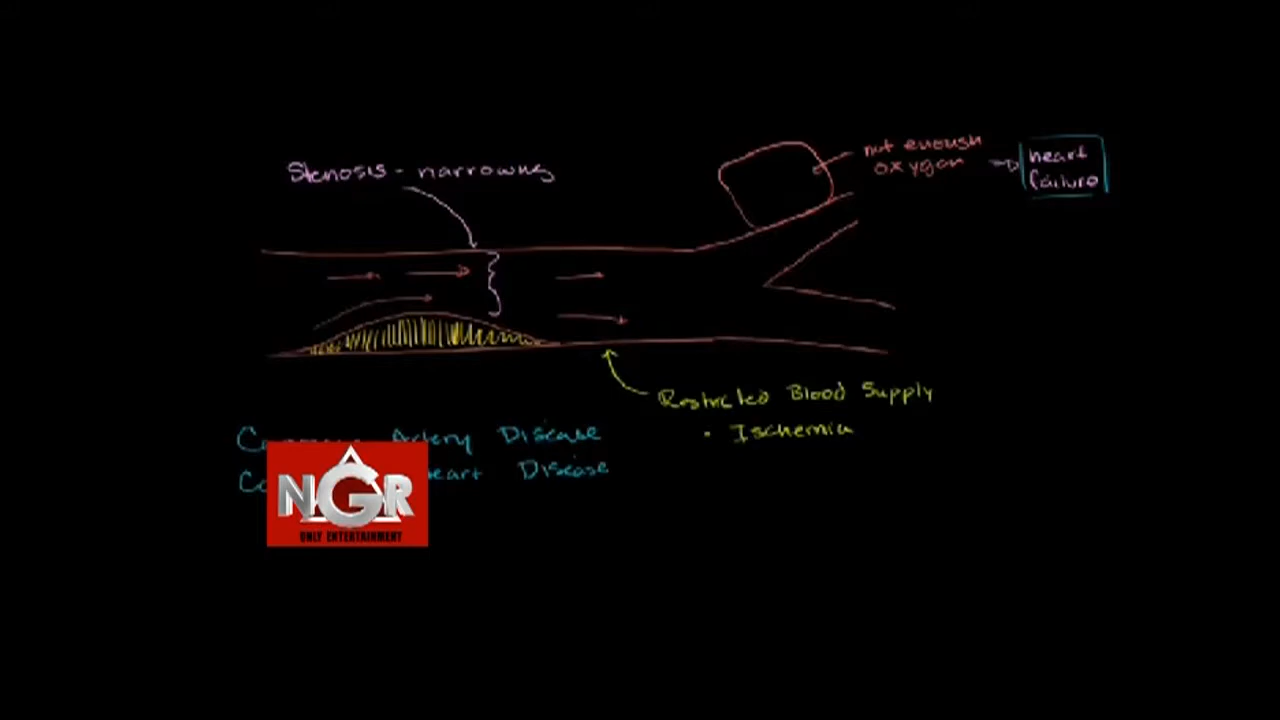 Stenosis - narrowing
not enough
oxygen
heart
failure
Restricted Blood Supply
• Ischemia
Artery Disease
Heart Disease
NGR
ONLY ENTERTAINMENT